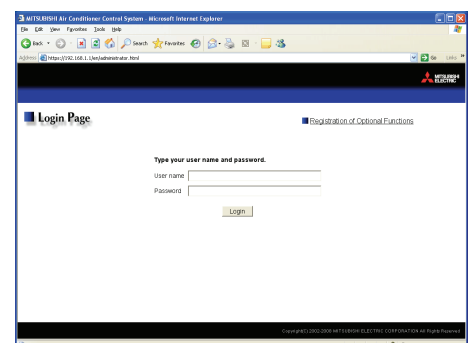 MITSUBISHI Air Conditioner Control System - Microsoft Internet Explorer
File Edit View Favorites Tools Help
Back Search Favorites
Address https://192.168.1.1/en/administrator.html Go Links
MITSUBISHI
ELECTRIC
Login Page
Registration of Optional Functions
Type your user name and password.
User name
Password
Login
Copyright(C) 2002-2008 MITSUBISHI ELECTRIC CORPORATION All Rights Reserved